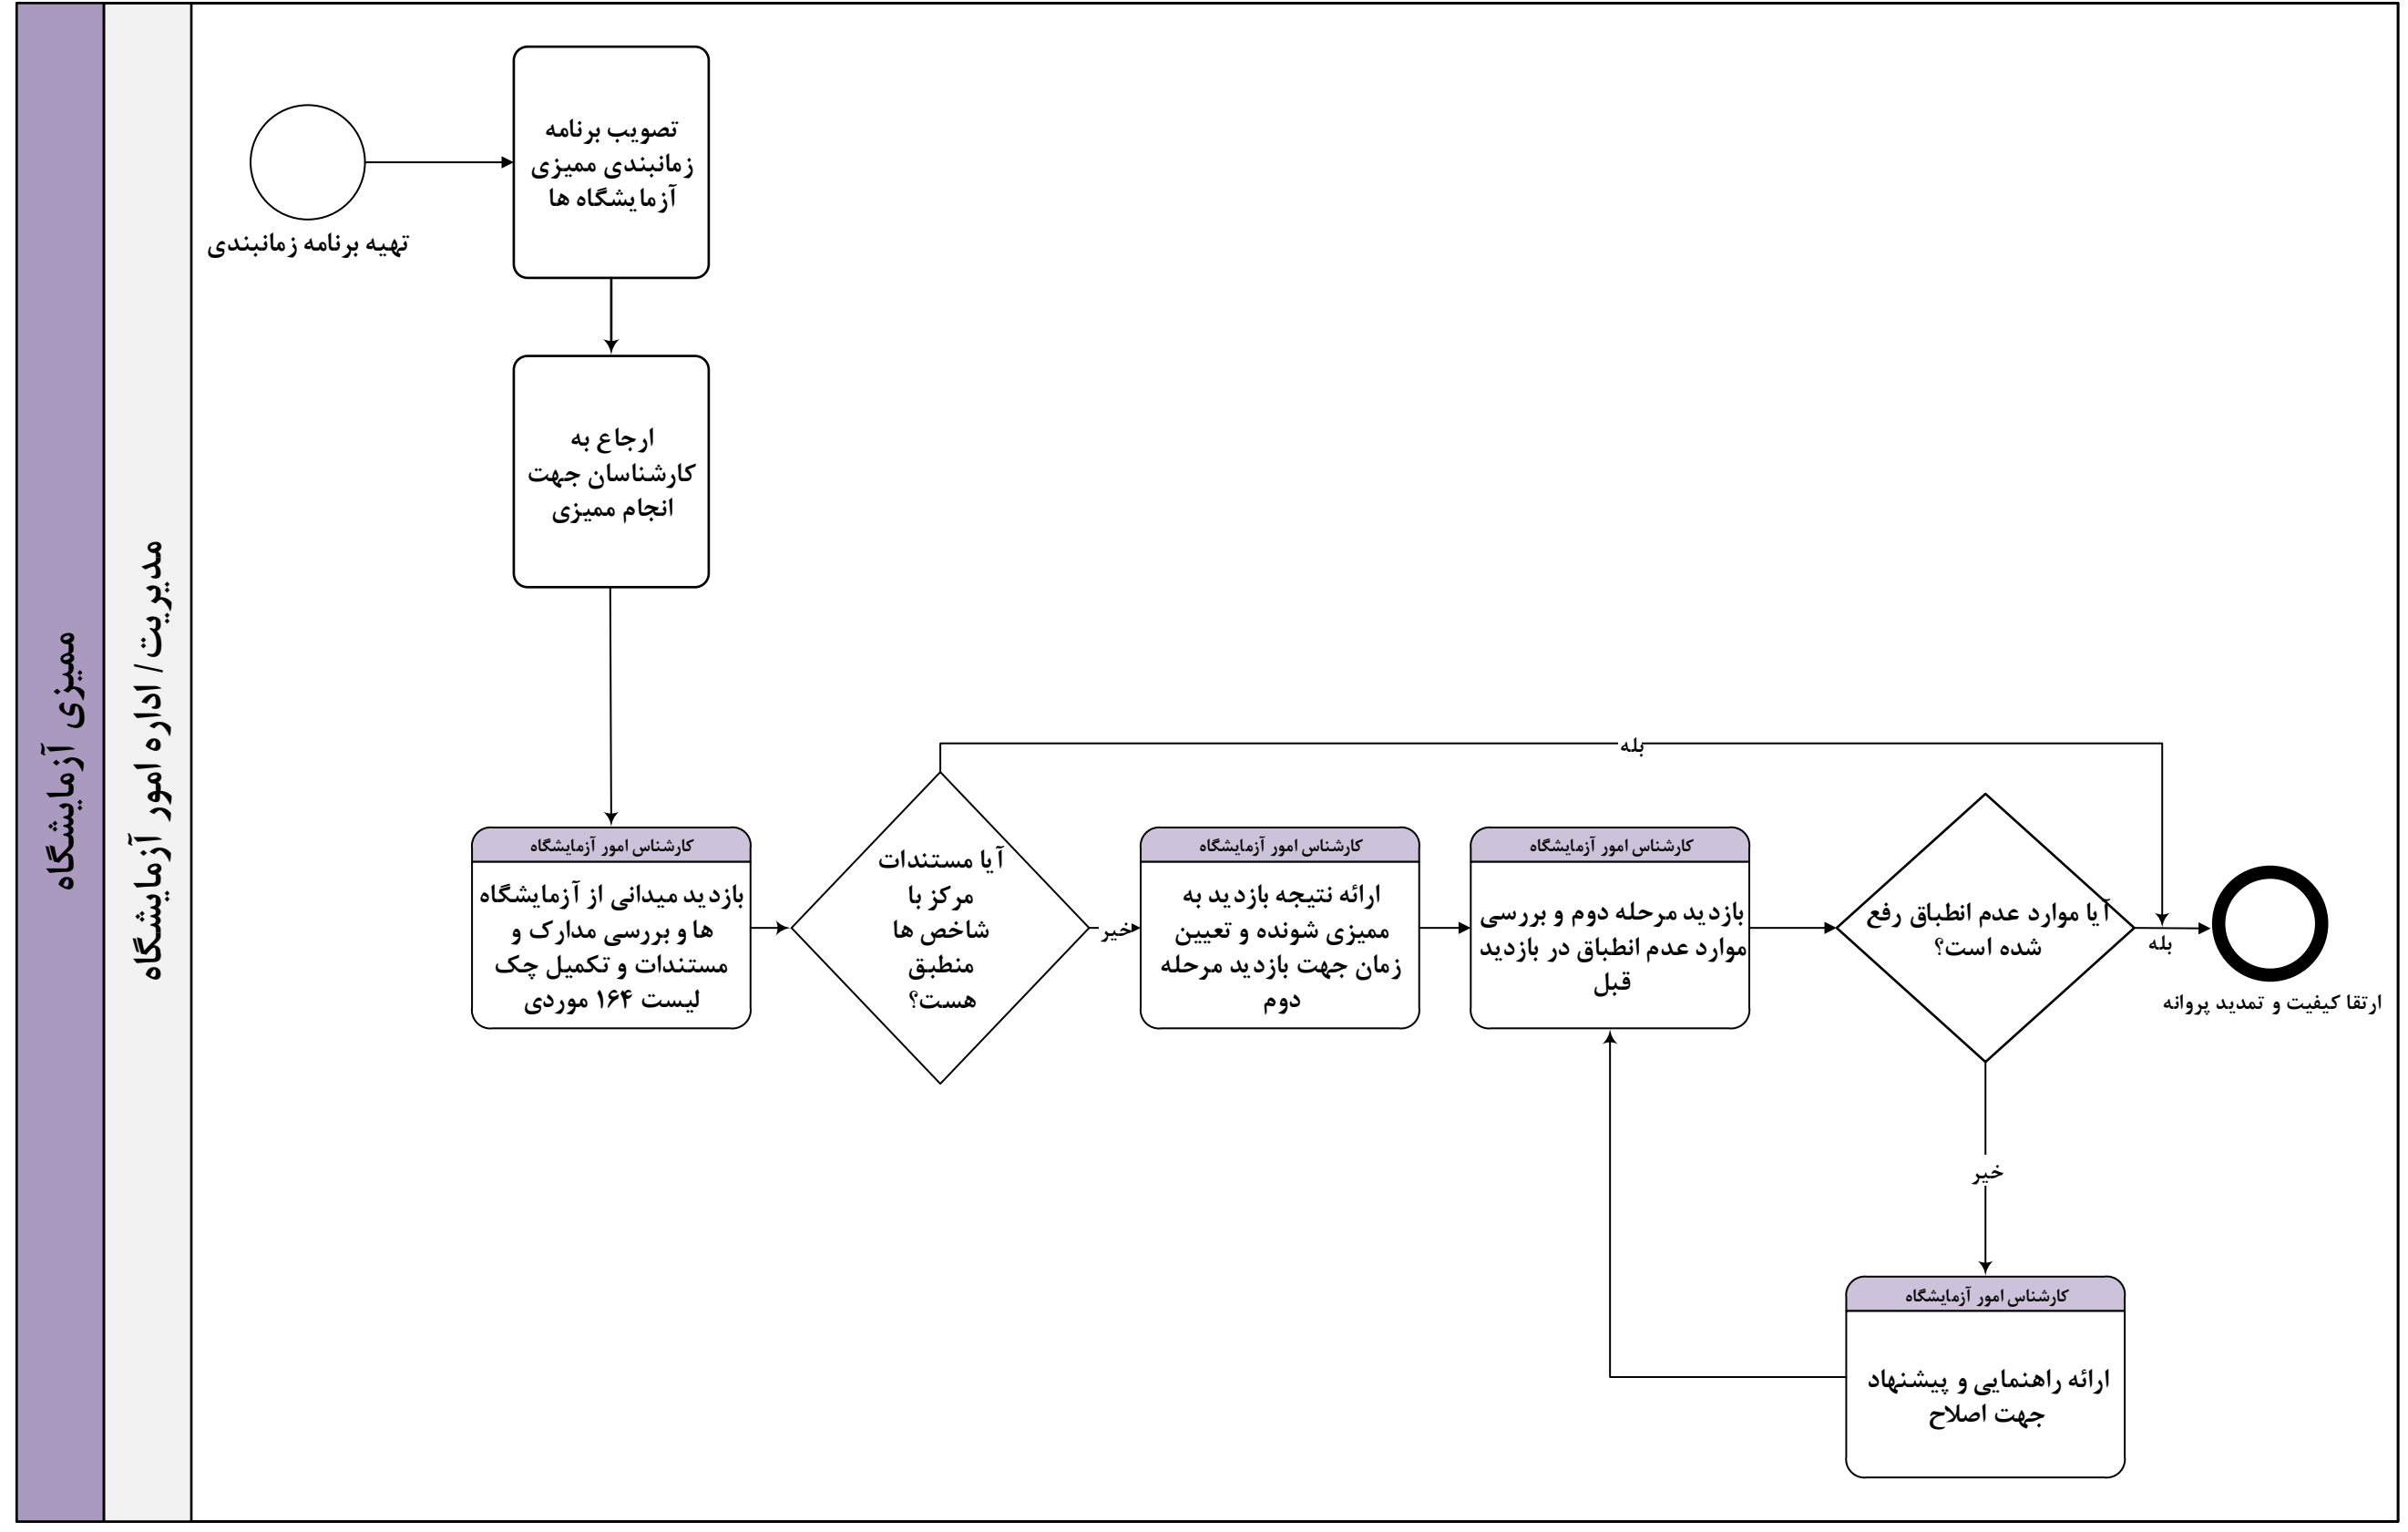 ممیزی آزمایشگاه
مدیریت/ اداره امور آزمایشگاه
تهیه برنامه زمانبندی
تصویب برنامه
زمانبندی ممیزی
آزمایشگاه ها
ارجاع به
کارشناسان جهت
انجام ممیزی
کارشناس امور آزمایشگاه
بازدید میدانی از آزمایشگاه
ها و بررسی مدارک و
مستندات و تکمیل چک
لیست ۱۶۴ موردی
آیا مستندات
مرکز با
شاخص ها
منطبق
هست؟
بله
خیر
کارشناس امور آزمایشگاه
ارائه نتیجه بازدید به
ممیزی شونده و تعیین
زمان جهت بازدید مرحله
دوم
کارشناس امور آزمایشگاه
بازدید مرحله دوم و بررسی
موارد عدم انطباق در بازدید
قبل
آیا موارد عدم انطباق رفع
شده است؟
بله
ارتقا کیفیت و تمدید پروانه
خیر
کارشناس امور آزمایشگاه
ارائه راهنمایی و پیشنهاد
جهت اصلاح